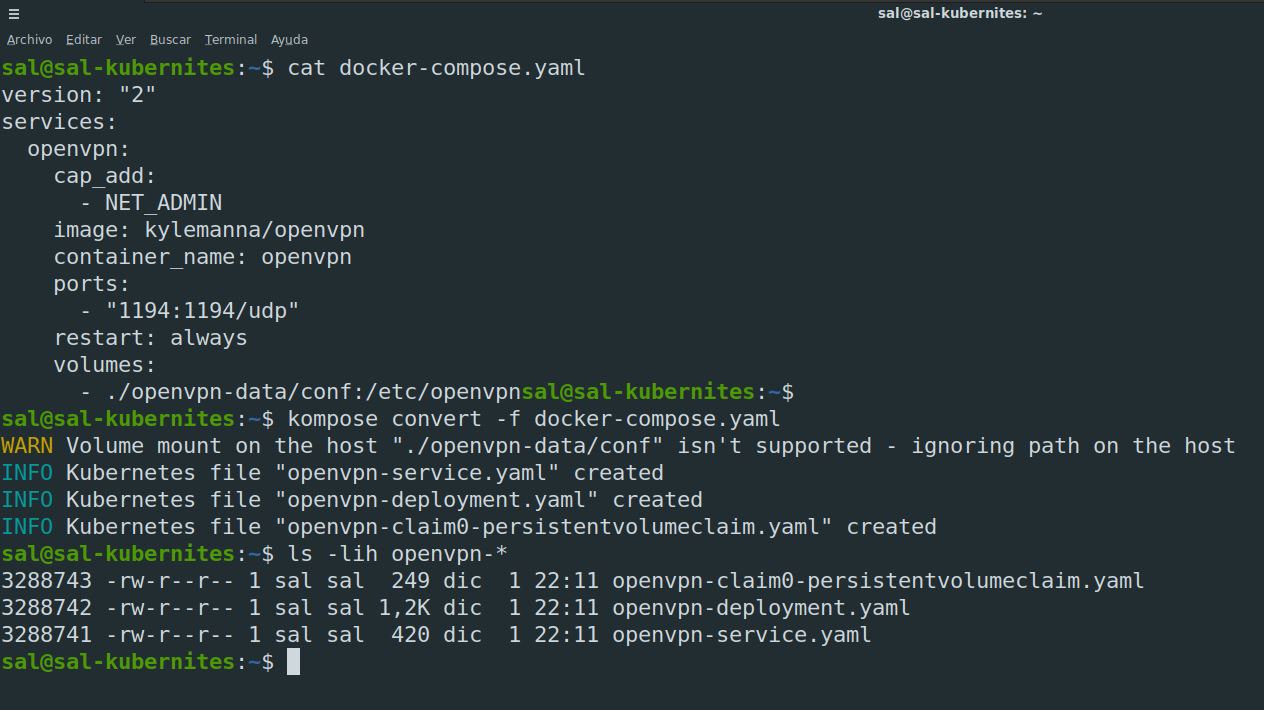 sal@sal-kubernites: ~
Archivo Editar Ver Buscar Terminal Ayuda
sal@sal-kubernites:~$ cat docker-compose.yaml
version: "2"
services:
  openvpn:
    cap_add:
      - NET_ADMIN
    image: kylemanna/openvpn
    container_name: openvpn
    ports:
      - "1194:1194/udp"
    restart: always
    volumes:
      - ./openvpn-data/conf:/etc/openvpnsal@sal-kubernites:~$
sal@sal-kubernites:~$ kompose convert -f docker-compose.yaml
WARN Volume mount on the host "./openvpn-data/conf" isn't supported - ignoring path on the host
INFO Kubernetes file "openvpn-service.yaml" created
INFO Kubernetes file "openvpn-deployment.yaml" created
INFO Kubernetes file "openvpn-claim0-persistentvolumeclaim.yaml" created
sal@sal-kubernites:~$ ls -lih openvpn-*
3288743 -rw-r--r-- 1 sal sal  249 dic  1 22:11 openvpn-claim0-persistentvolumeclaim.yaml
3288742 -rw-r--r-- 1 sal sal 1,2K dic  1 22:11 openvpn-deployment.yaml
3288741 -rw-r--r-- 1 sal sal  420 dic  1 22:11 openvpn-service.yaml
sal@sal-kubernites:~$